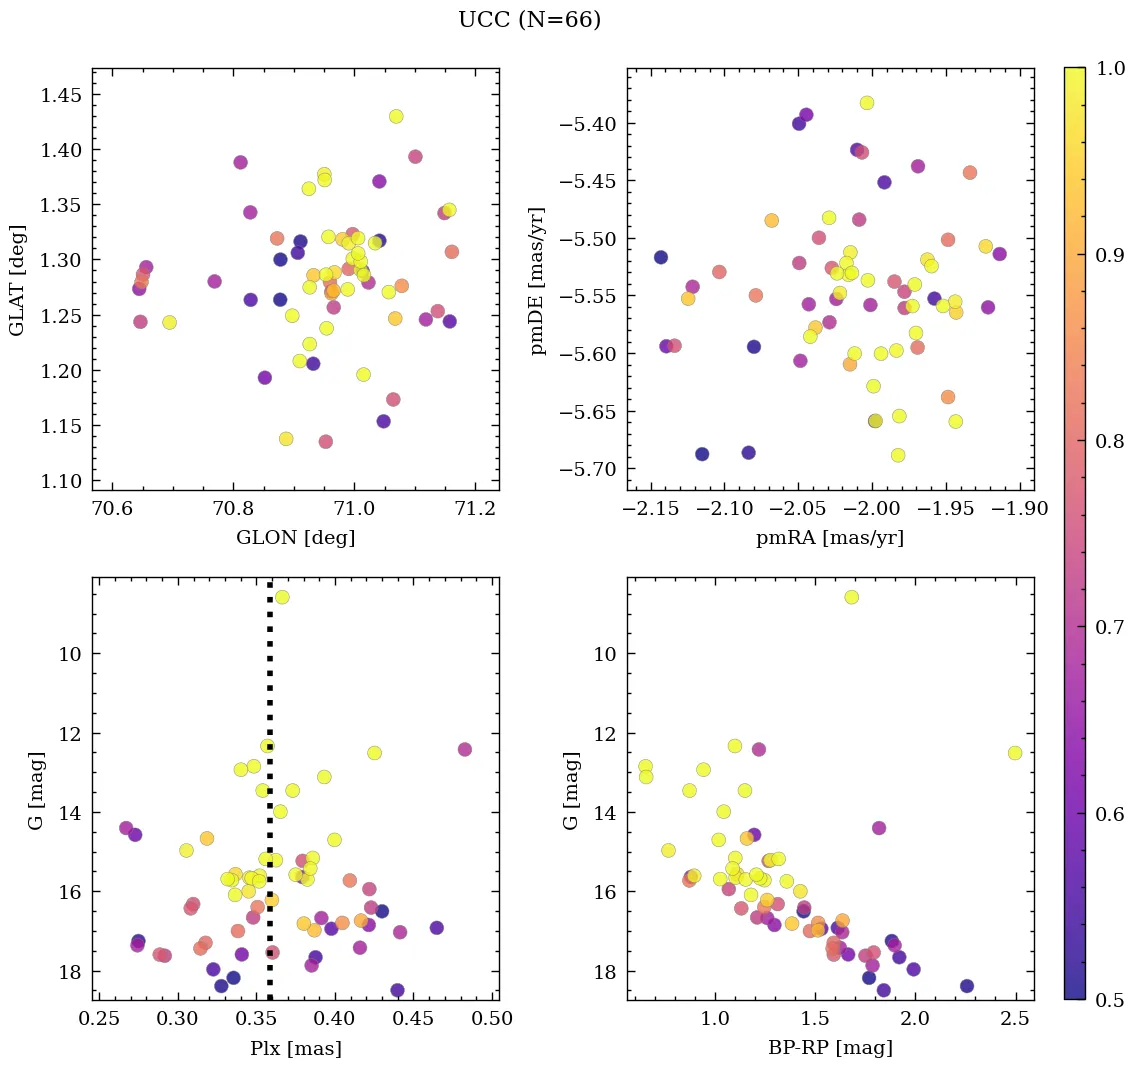 UCC (N=66)
1.45
1.40
1.35
1.30
1.25
1.20
1.15
1.10
GLAT [deg]
70.6 70.8 71.0 71.2
GLON [deg]
−5.40
−5.45
−5.50
−5.55
−5.60
−5.65
−5.70
pmDE [mas/yr]
−2.15 −2.10 −2.05 −2.00 −1.95 −1.90
pmRA [mas/yr]
10
12
14
16
18
G [mag]
0.25 0.30 0.35 0.40 0.45 0.50
Plx [mas]
10
12
14
16
18
G [mag]
1.0 1.5 2.0 2.5
BP-RP [mag]
1.0
0.9
0.8
0.7
0.6
0.5